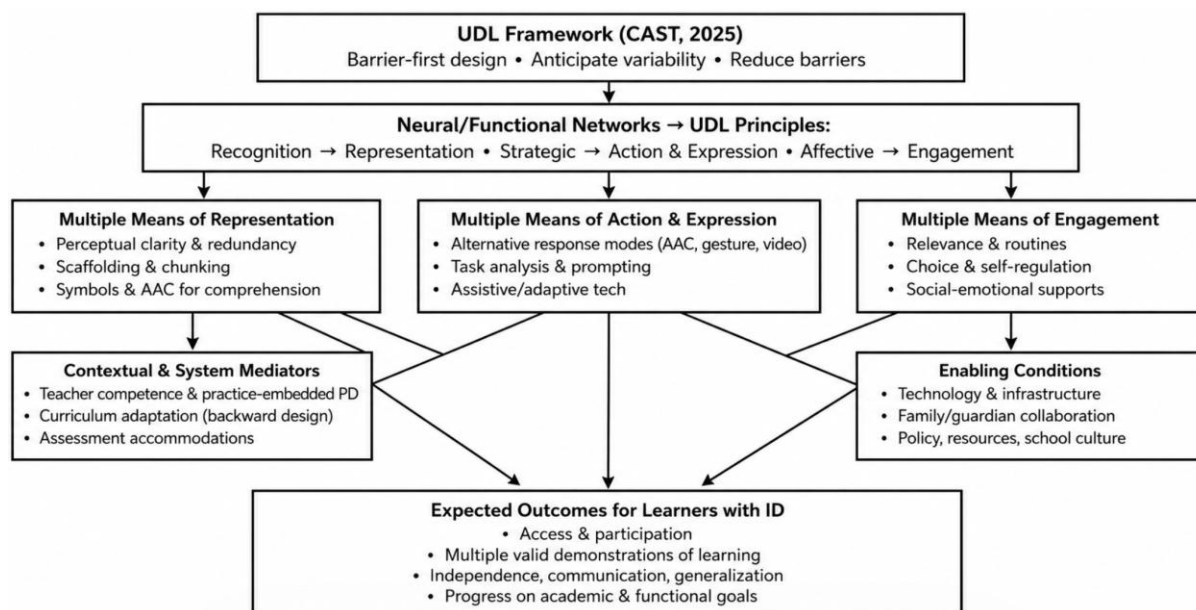 UDL Framework (CAST, 2025)
Barrier-first design • Anticipate variability • Reduce barriers
Neural/Functional Networks → UDL Principles:
Recognition → Representation • Strategic → Action & Expression • Affective → Engagement
Multiple Means of Representation
• Perceptual clarity & redundancy
• Scaffolding & chunking
• Symbols & AAC for comprehension
Multiple Means of Action & Expression
• Alternative response modes (AAC, gesture, video)
• Task analysis & prompting
• Assistive/adaptive tech
Multiple Means of Engagement
• Relevance & routines
• Choice & self-regulation
• Social-emotional supports
Contextual & System Mediators
• Teacher competence & practice-embedded PD
• Curriculum adaptation (backward design)
• Assessment accommodations
Enabling Conditions
• Technology & infrastructure
• Family/guardian collaboration
• Policy, resources, school culture
Expected Outcomes for Learners with ID
• Access & participation
• Multiple valid demonstrations of learning
• Independence, communication, generalization
• Progress on academic & functional goals